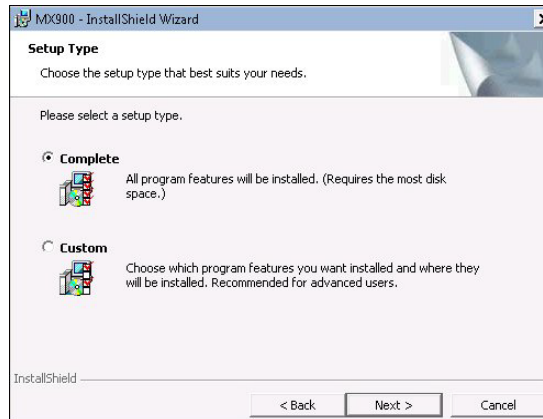 MX900 - InstallShield Wizard
Setup Type
Choose the setup type that best suits your needs.
Please select a setup type.
Complete
All program features will be installed. (Requires the most disk
space.)
Custom
Choose which program features you want installed and where they
will be installed. Recommended for advanced users.
InstallShield
< Back
Next >
Cancel